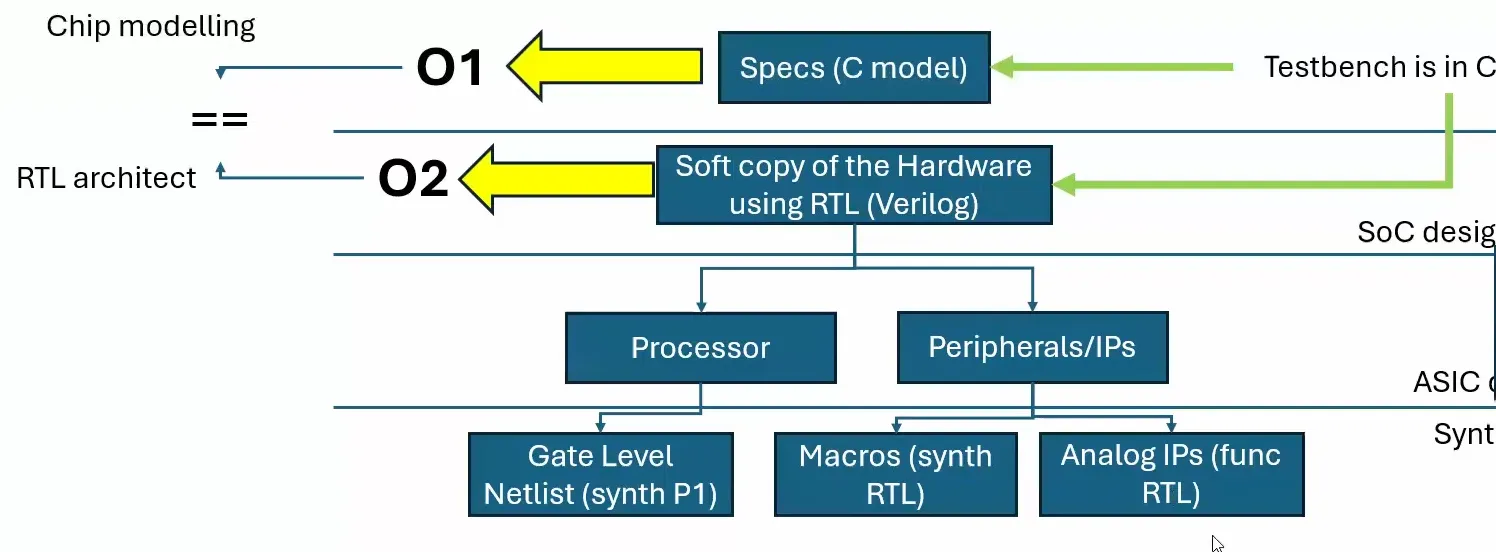 Chip modelling
O1
Specs (C model)
Testbench is in C
==
RTL architect
O2
Soft copy of the Hardware
using RTL (Verilog)
SoC desig
Processor
Peripherals/IPs
ASIC
Synt
Gate Level
Netlist (synth P1)
Macros (synth
RTL)
Analog IPs (func
RTL)